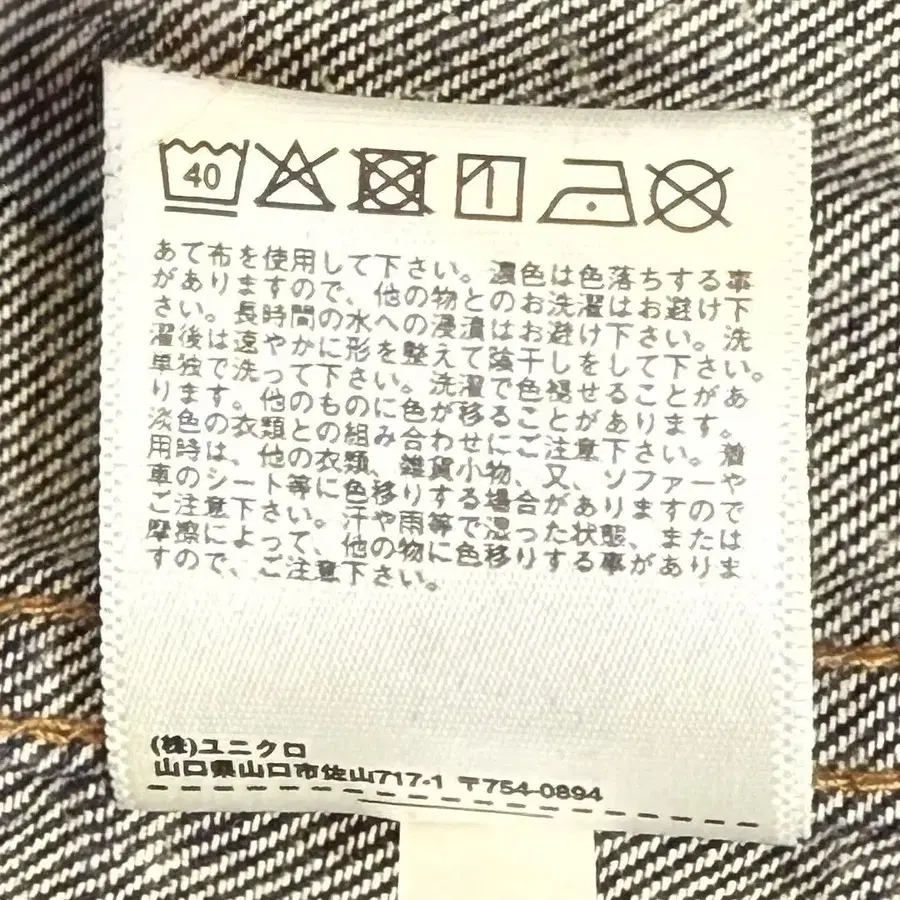 40
あて布を使用して下さい。濃色は色落ちする事
がありますので、他の物とのお洗濯はお避け下
さい。長時間の水への浸漬はお避け下さい。洗
濯後は速やかに形を整えて陰干しをして下さい。
単独で洗って下さい。洗濯で色褪せることがあ
ります。他のものに色が移ることがあります。
淡色の衣類との組み合わせにご注意下さい。着
用時は、他の衣類、雑貨小物、又、ソファーや
車のシート等に色移りする場合がありますので
ご注意下さい。汗や雨等で湿った状態、または
摩擦によって、他の物に色移りする事がありま
すので、ご注意下さい。
(株)ユニクロ
山口県山口市佐山717-1 〒754-0894